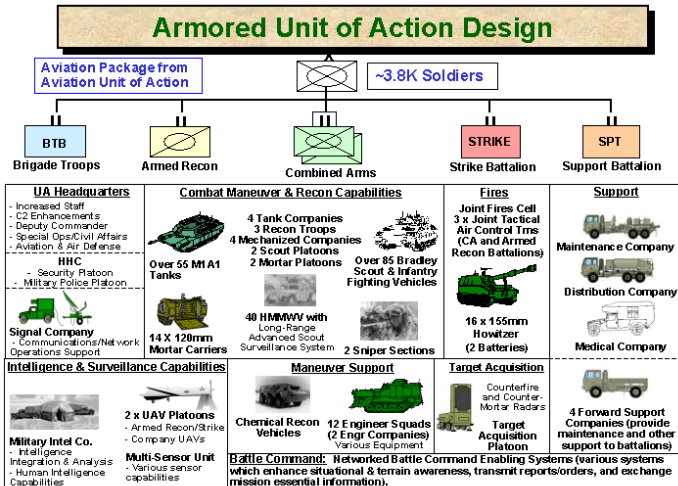 Armored Unit of Action Design
Aviation Package from
Aviation Unit of Action
~3.8K Soldiers
BTB
Brigade Troops
Armed Recon
Combined Arms
STRIKE
Strike Battalion
SPT
Support Battalion
UA Headquarters
- Increased Staff
- C2 Enhancements
- Deputy Commander
- Special Ops/Civil Affairs
- Aviation & Air Defense
HHC
- Security Platoon
- Military Police Platoon
Signal Company
- Communications/Network
Operations Support
Combat Maneuver & Recon Capabilities
Over 55 M1A1
Tanks
4 Tank Companies
3 Recon Troops
4 Mechanized Companies
2 Scout Platoons
2 Mortar Platoons
Over 85 Bradley
Scout & Infantry
Fighting Vehicles
14 X 120mm
Mortar Carriers
40 HMMWV with
Long-Range
Advanced Scout
Surveillance System
2 Sniper Sections
Fires
Joint Fires Cell
3 x Joint Tactical
Air Control Tms
(CA and Armed
Recon Battalions)
16 x 155mm
Howitzer
(2 Batteries)
Support
Maintenance Company
Distribution Company
Medical Company
4 Forward Support
Companies (provide
maintenance and other
support to battalions)
Intelligence & Surveillance Capabilities
Military Intel Co.
- Intelligence
Integration & Analysis
- Human Intelligence
Capabilities
2 x UAV Platoons
- Armed Recon/Strike
- Company UAVs
Multi-Sensor Unit
- Various sensor
capabilities
Maneuver Support
Chemical Recon
Vehicles
12 Engineer Squads
(2 Engr Companies)
Various Equipment
Target Acquisition
Counterfire
and Counter-
Mortar Radars
Target
Acquisition
Platoon
Battle Command: Networked Battle Command Enabling Systems (various systems
which enhance situational & terrain awareness, transmit reports/orders, and exchange
mission essential information).